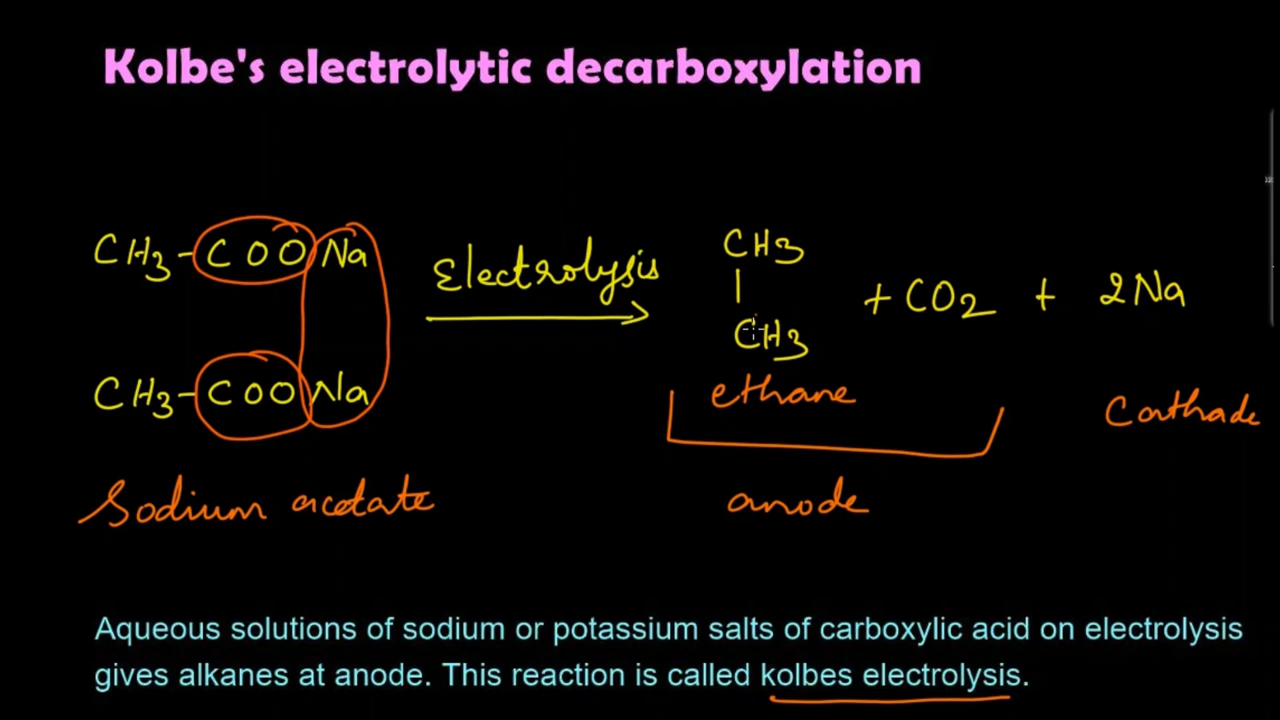 Kolbe's electrolytic decarboxylation
CH3-COONa Electrolysis CH3 + CO2 + 2Na
CH3-COONa CH3
ethane Cathade
Sodium acetate anode
Aqueous solutions of sodium or potassium salts of carboxylic acid on electrolysis
gives alkanes at anode. This reaction is called kolbes electrolysis.